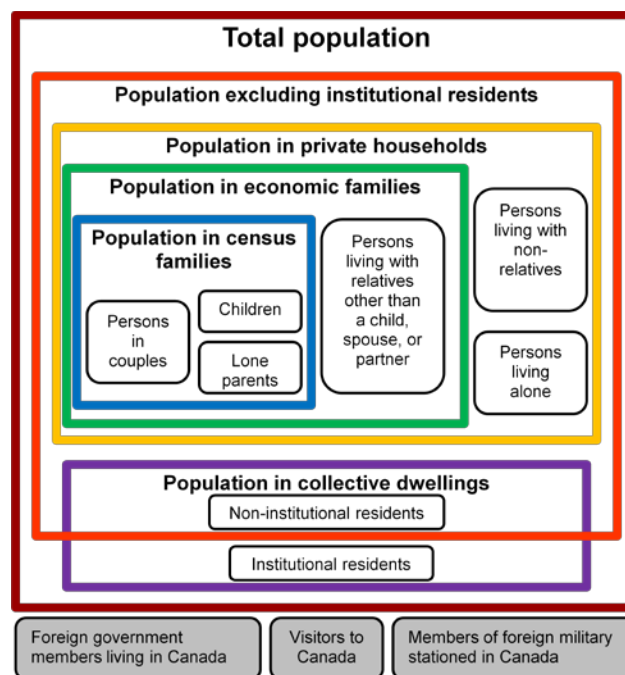 Total population
Population excluding institutional residents
Population in private households
Population in economic families
Population in census
families
Persons
in
couples
Children
Lone
parents
Persons
living with
relatives
other than
a child,
spouse, or
partner
Persons
living with
non-
relatives
Persons
living
alone
Population in collective dwellings
Non-institutional residents
Institutional residents
Foreign government
members living in Canada
Visitors to
Canada
Members of foreign military
stationed in Canada